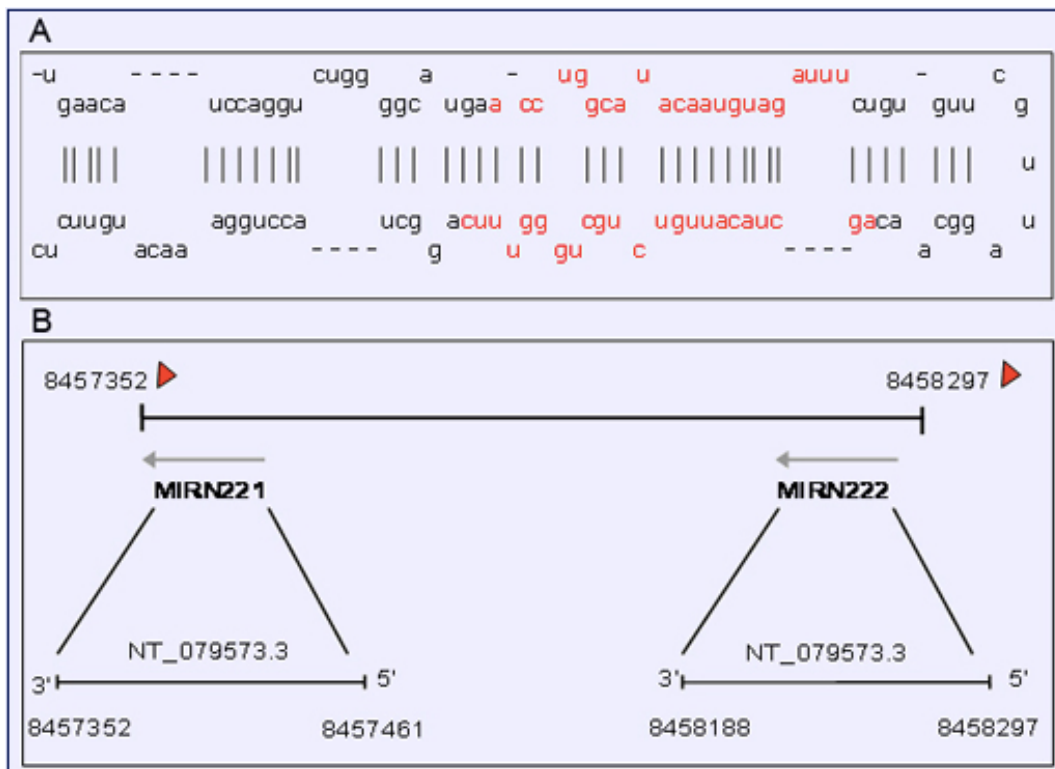 A
-u - - - - cugg a - ug u auuu - c
gaaca uccaggu ggc ugaa cc gca acaauguag cugu guu g
|| || | | | | | | || | | | | | | | | | | | | | | | | | || || | | | | | | | u
cuugu aggucca ucg acuu gg cgu uguuacauc gaca cgg u
cu acaa - - - - g u gu c - - - - a a
B
8457352 8458297
MIRN221 MIRN222
NT_079573.3 NT_079573.3
3' 5' 3' 5'
8457352 8457461 8458188 8458297